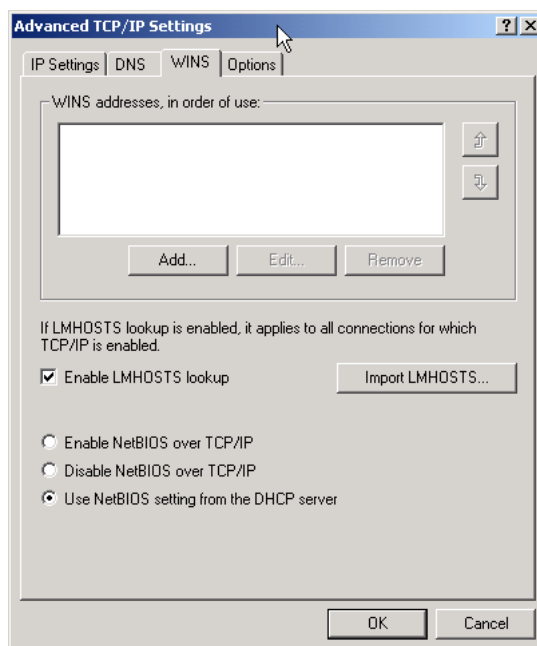 Advanced TCP/IP Settings
IP Settings DNS WINS Options
WINS addresses, in order of use:
Add... Edit... Remove
If LMHOSTS lookup is enabled, it applies to all connections for which
TCP/IP is enabled.
Enable LMHOSTS lookup Import LMHOSTS...
Enable NetBIOS over TCP/IP
Disable NetBIOS over TCP/IP
Use NetBIOS setting from the DHCP server
OK Cancel